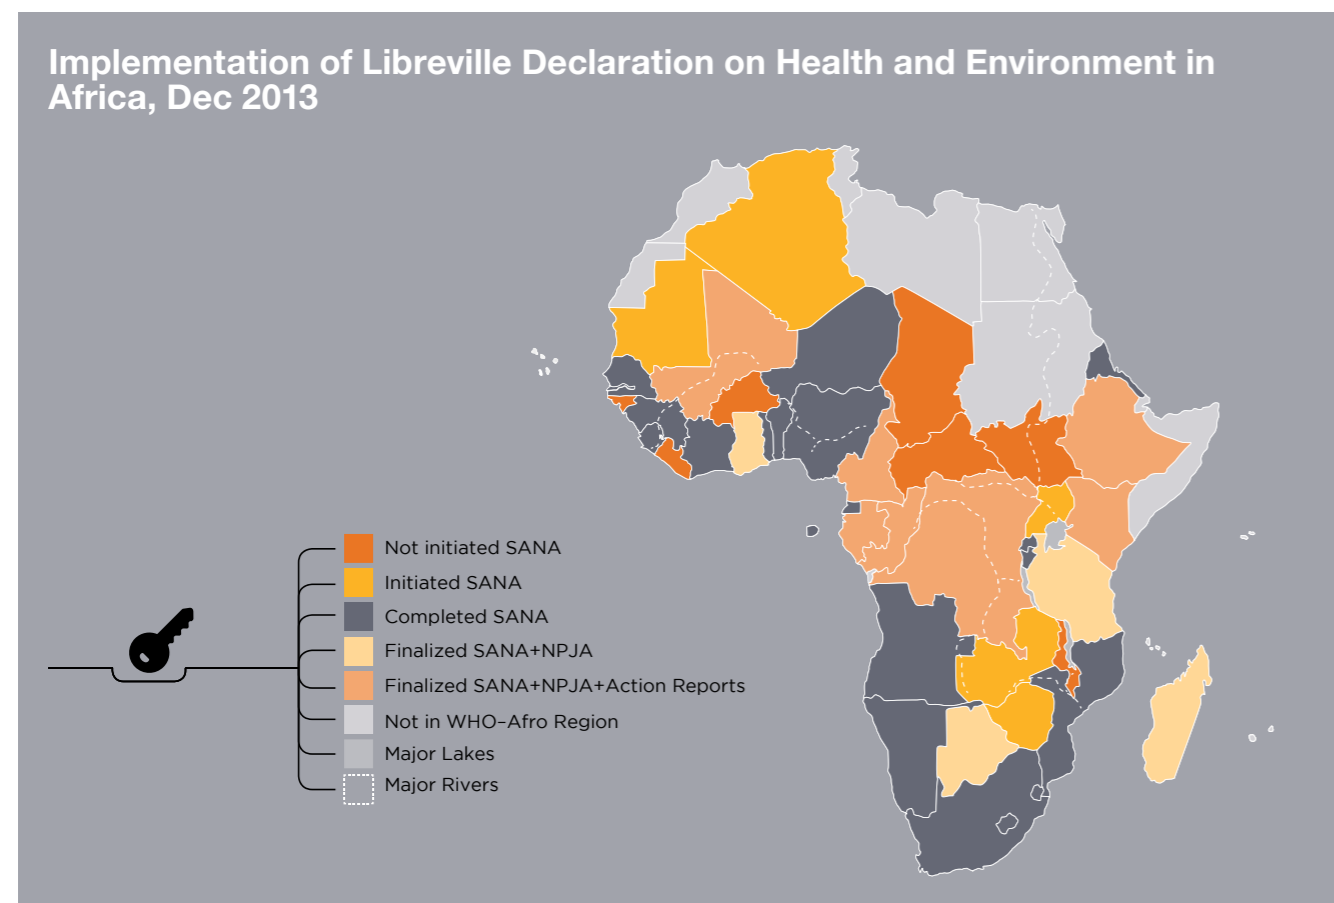 Implementation of Libreville Declaration on Health and Environment in
Africa, Dec 2013
Not initiated SANA
Initiated SANA
Completed SANA
Finalized SANA+NPJA
Finalized SANA+NPJA+Action Reports
Not in WHO–Afro Region
Major Lakes
Major Rivers